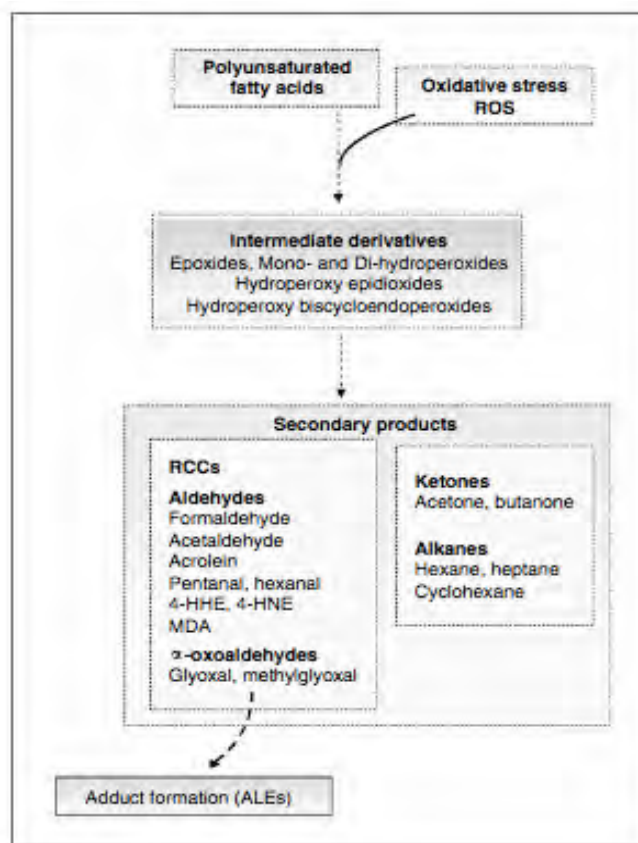 Polyunsaturated
fatty acids
Oxidative stress
ROS
Intermediate derivatives
Epoxides, Mono- and Di-hydroperoxides
Hydroperoxy epidioxides
Hydroperoxy biscycloendoperoxides
Secondary products
RCCs
Aldehydes
Formaldehyde
Acetaldehyde
Acrolein
Pentanal, hexanal
4-HHE, 4-HNE
MDA
α-oxoaldehydes
Glyoxal, methylglyoxal
Ketones
Acetone, butanone
Alkanes
Hexane, heptane
Cyclohexane
Adduct formation (ALEs)